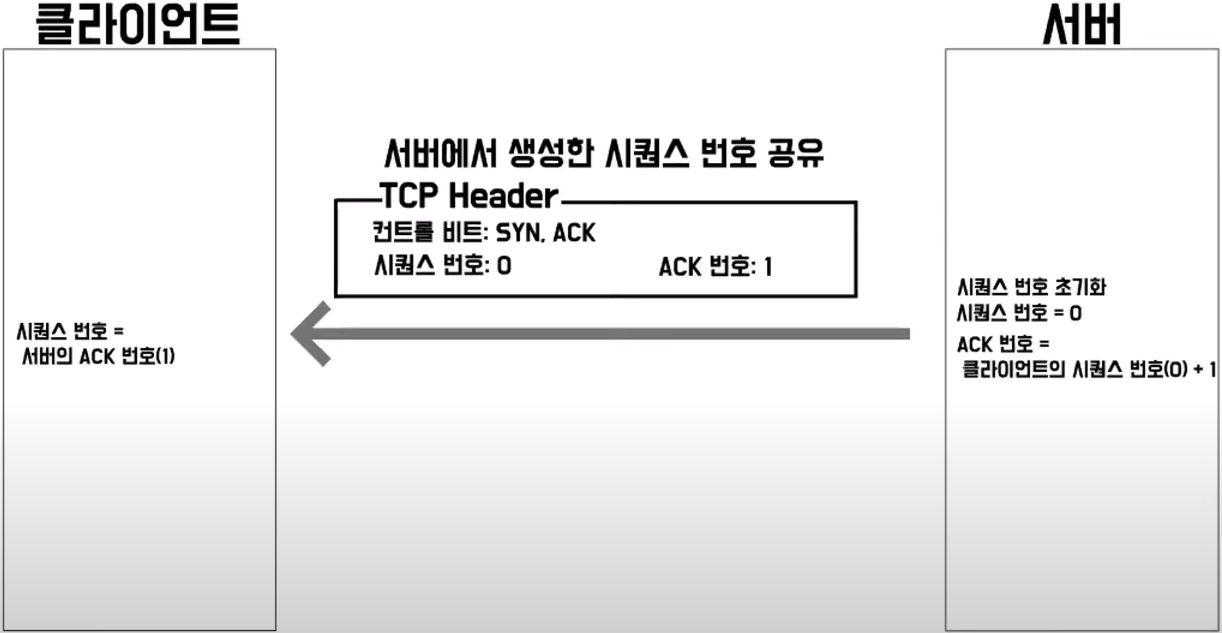 클라이언트
서버
서버에서 생성한 시퀀스 번호 공유
TCP Header
컨트롤 비트: SYN, ACK
시퀀스 번호: 0
ACK 번호: 1
시퀀스 번호 =
서버의 ACK 번호(1)
시퀀스 번호 초기화
시퀀스 번호 = 0
ACK 번호 =
클라이언트의 시퀀스 번호(0) + 1